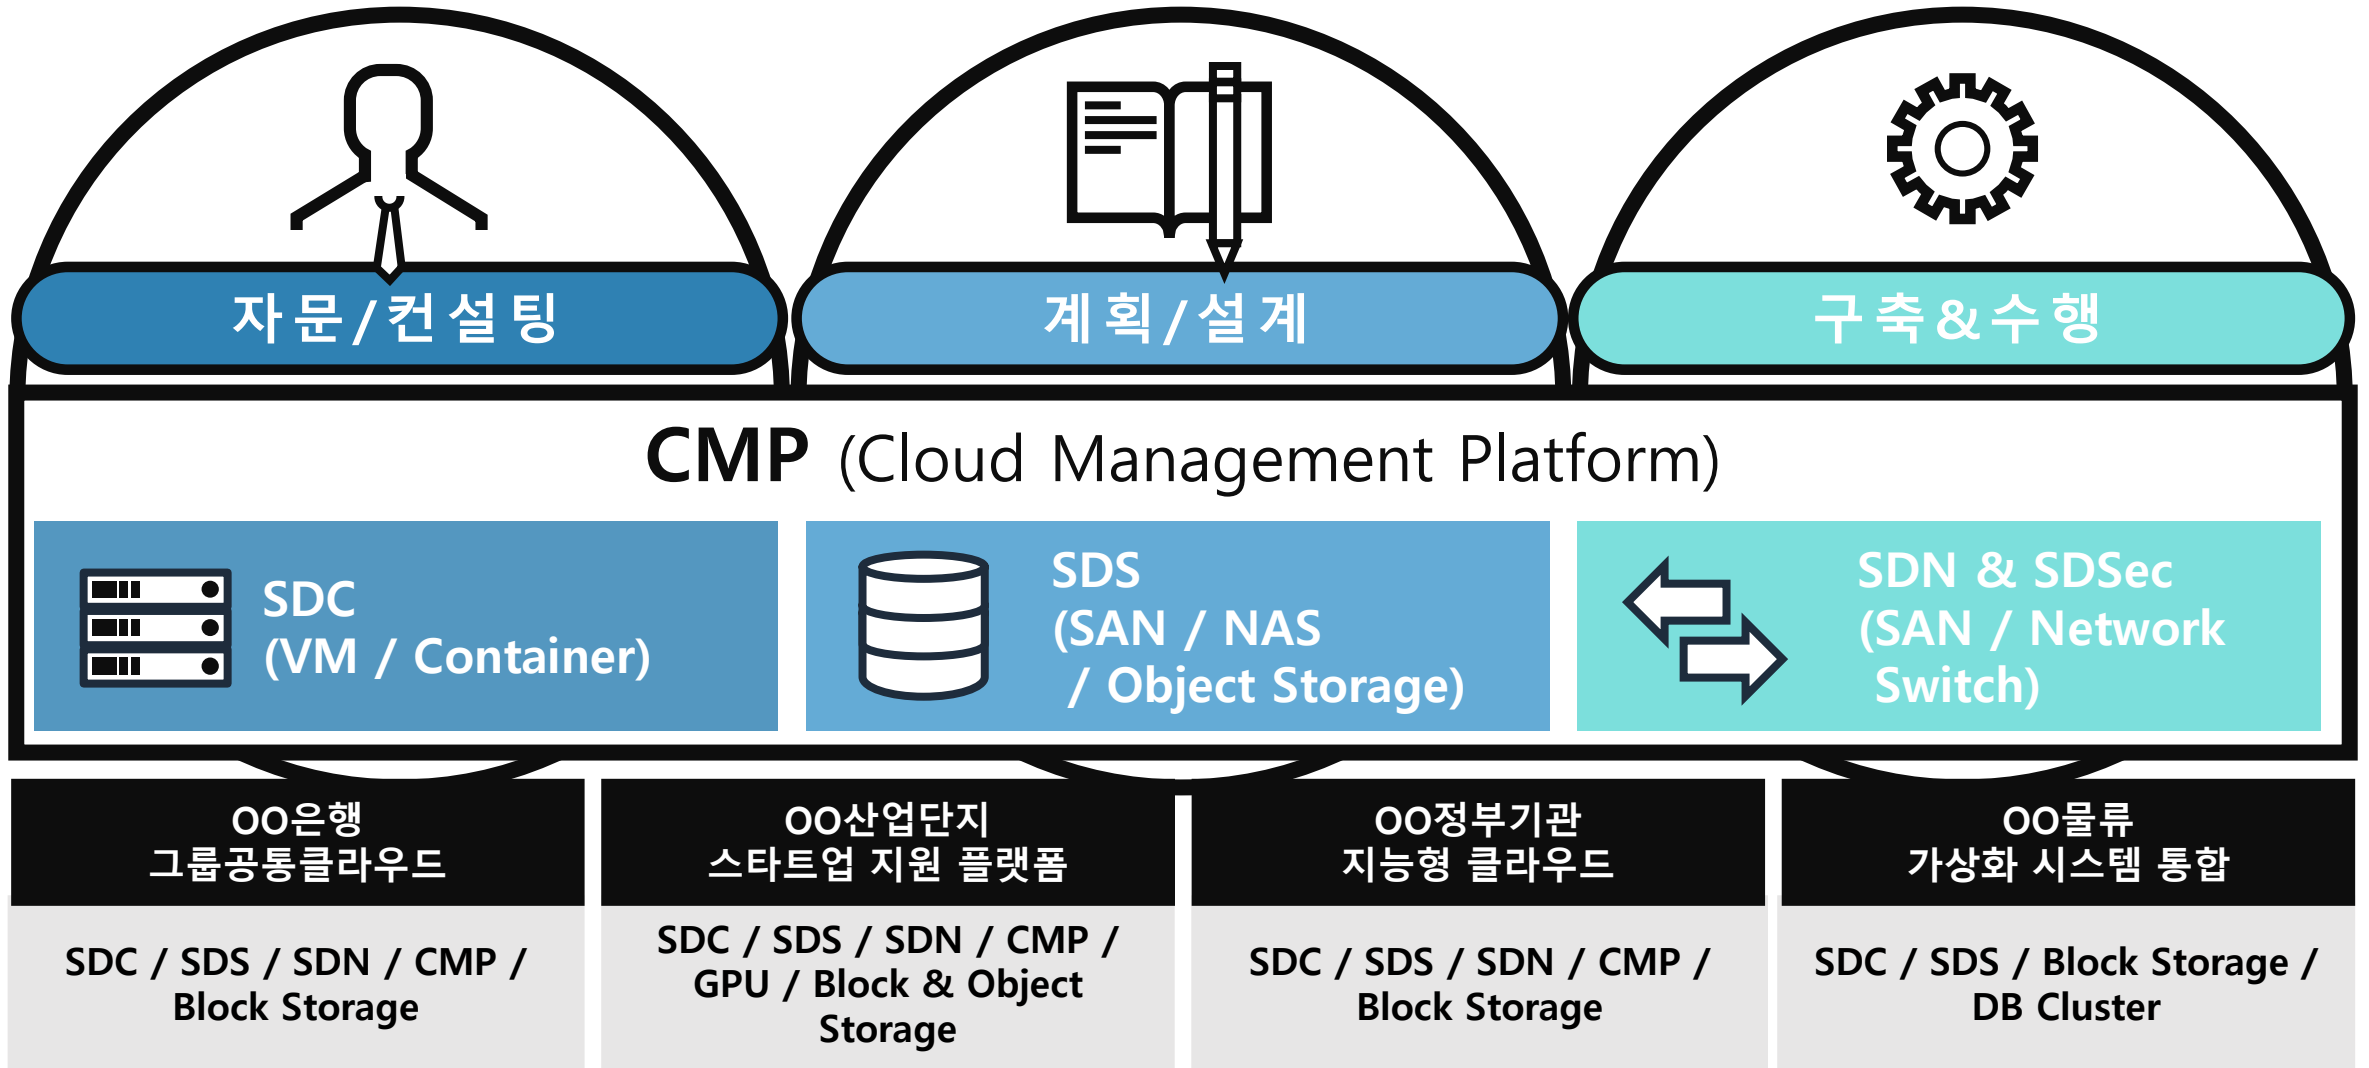 자문/컨설팅
계획/설계
구축&수행
CMP (Cloud Management Platform)
SDC
(VM / Container)
SDS
(SAN / NAS
/ Object Storage)
SDN & SDSec
(SAN / Network
Switch)
OO은행
그룹공통클라우드
OO산업단지
스타트업 지원 플랫폼
OO정부기관
지능형 클라우드
OO물류
가상화 시스템 통합
SDC / SDS / SDN / CMP /
Block Storage
SDC / SDS / SDN / CMP /
GPU / Block & Object
Storage
SDC / SDS / SDN / CMP /
Block Storage
SDC / SDS / Block Storage /
DB Cluster